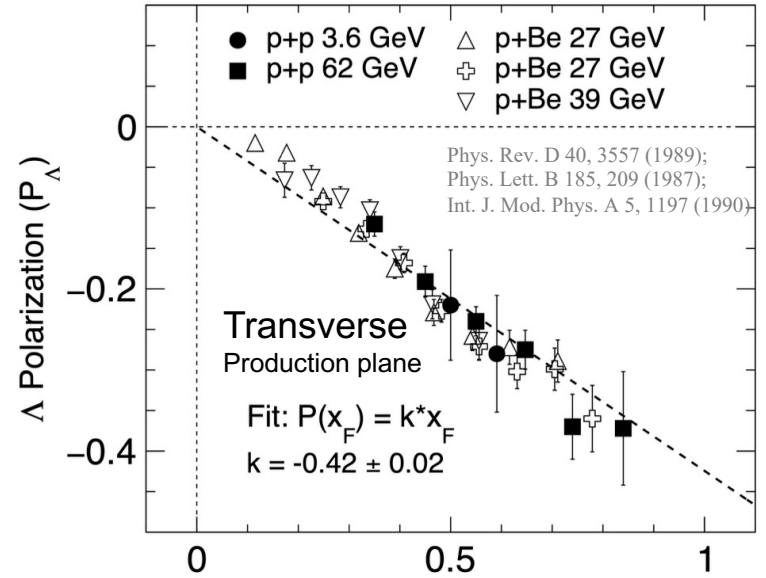 p+p 3.6 GeV
p+p 62 GeV
p+Be 27 GeV
p+Be 27 GeV
p+Be 39 GeV
Phys. Rev. D 40, 3557 (1989);
Phys. Lett. B 185, 209 (1987);
Int. J. Mod. Phys. A 5, 1197 (1990)
Λ Polarization (P_Λ)
0
−0.2
−0.4
Transverse
Production plane
Fit: P(x_F) = k*x_F
k = -0.42 ± 0.02
0
0.5
1